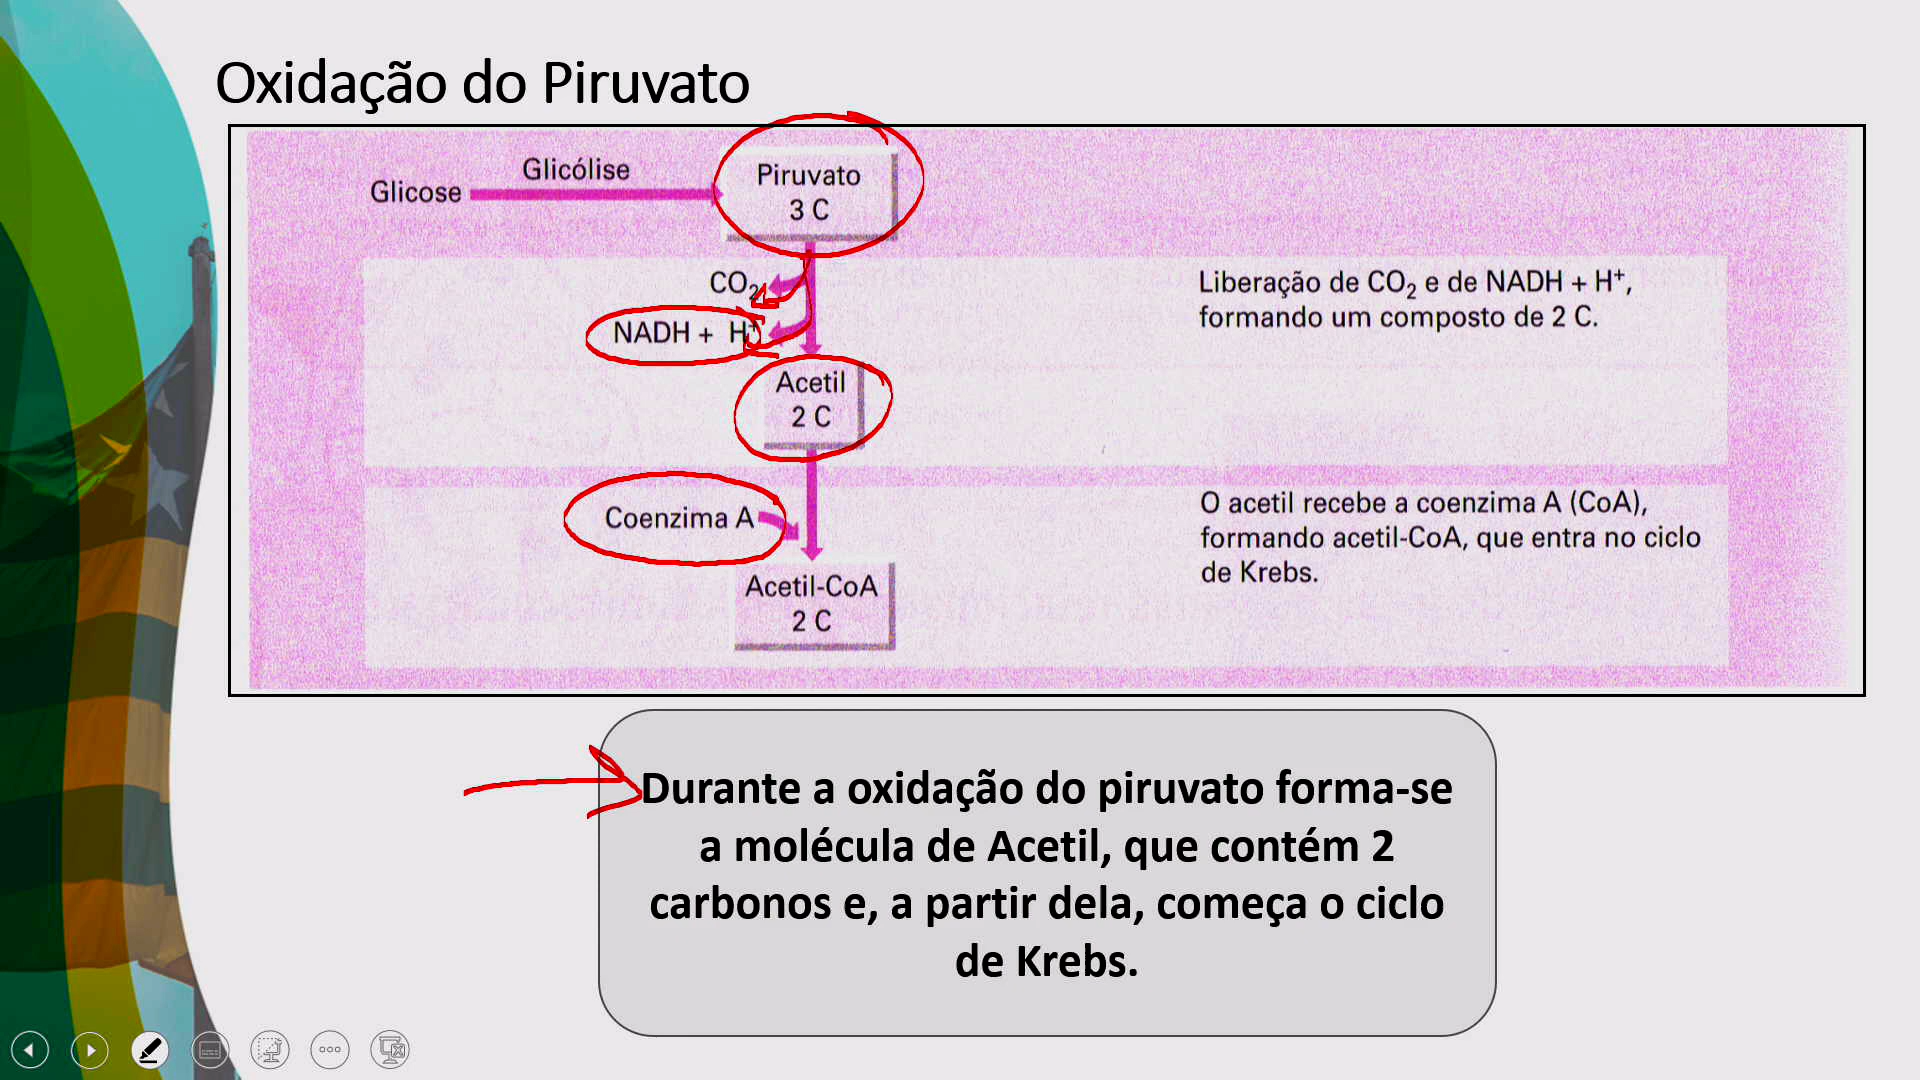 Oxidação do Piruvato
Glicólise
Glicose
Piruvato
3 C
CO₂
NADH + H⁺
Liberação de CO₂ e de NADH + H⁺,
formando um composto de 2 C.
Acetil
2 C
Coenzima A
O acetil recebe a coenzima A (CoA),
formando acetil-CoA, que entra no ciclo
de Krebs.
Acetil-CoA
2 C
Durante a oxidação do piruvato forma-se
a molécula de Acetil, que contém 2
carbonos e, a partir dela, começa o ciclo
de Krebs.